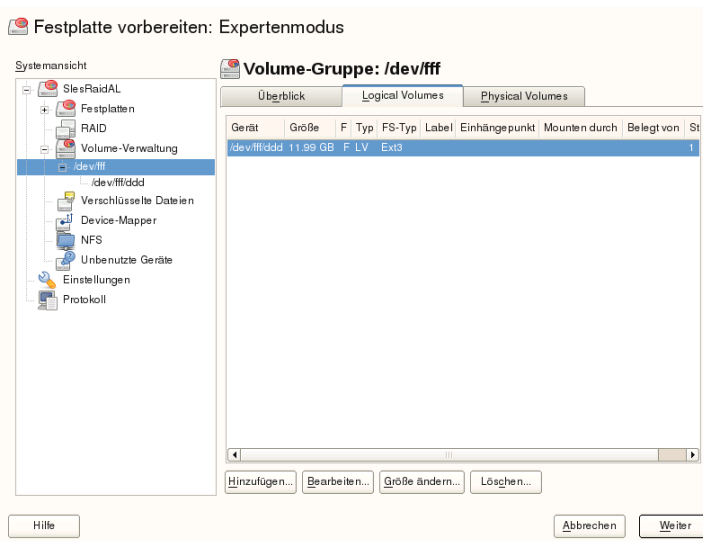 Festplatte vorbereiten: Expertenmodus
Systemansicht
SlesRaidAL
Festplatten
RAID
Volume-Verwaltung
/dev/fff
/dev/fff/ddd
Verschlüsselte Dateien
Device-Mapper
NFS
Unbenutzte Geräte
Einstellungen
Protokoll
Volume-Gruppe: /dev/fff
Überblick Logical Volumes Physical Volumes
Gerät Größe F Typ FS-Typ Label Einhängepunkt Mounten durch Belegt von St
/dev/fff/ddd 11.99 GB F LV Ext3 1
Hinzufügen... Bearbeiten... Größe ändern... Löschen...
Hilfe Abbrechen Weiter